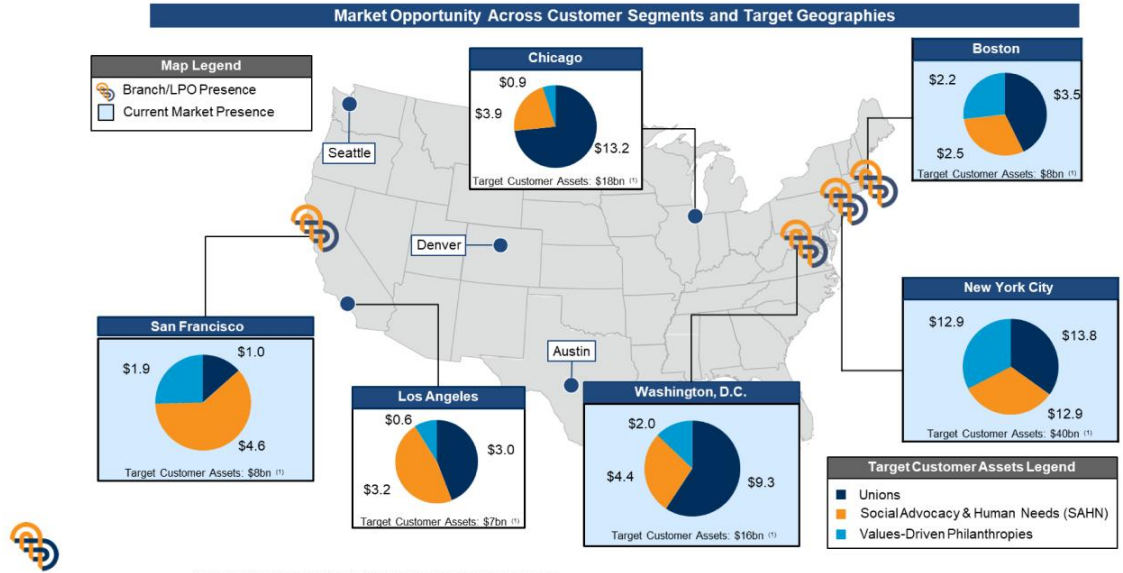 Market Opportunity Across Customer Segments and Target Geographies
Map Legend
Branch/LPO Presence
Current Market Presence
Seattle
Denver
Austin
Chicago
$0.9
$3.9
$13.2
Target Customer Assets: $18bn (1)
Boston
$2.2
$3.5
$2.5
Target Customer Assets: $8bn (1)
San Francisco
$1.9
$1.0
$4.6
Target Customer Assets: $8bn (1)
Los Angeles
$0.6
$3.0
$3.2
Target Customer Assets: $7bn (1)
Washington, D.C.
$2.0
$4.4
$9.3
Target Customer Assets: $16bn (1)
New York City
$12.9
$13.8
$12.9
Target Customer Assets: $40bn (1)
Target Customer Assets Legend
Unions
Social Advocacy & Human Needs (SAHN)
Values-Driven Philanthropies